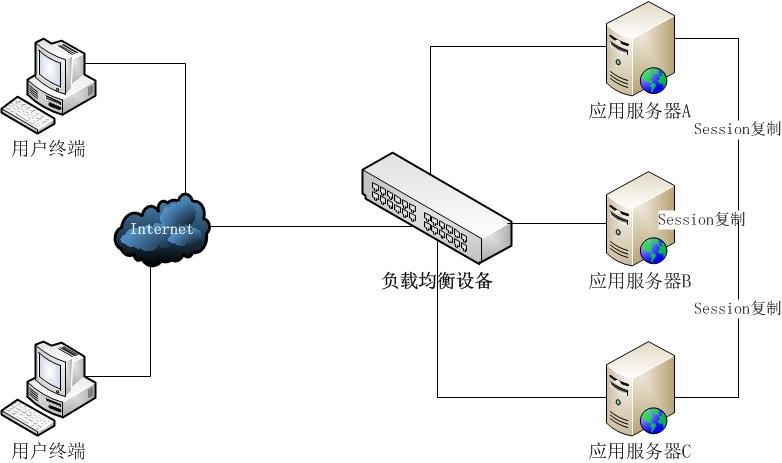 应用服务器A
Session复制
用户终端
Internet
Session复制
负载均衡设备
应用服务器B
Session复制
用户终端
应用服务器C